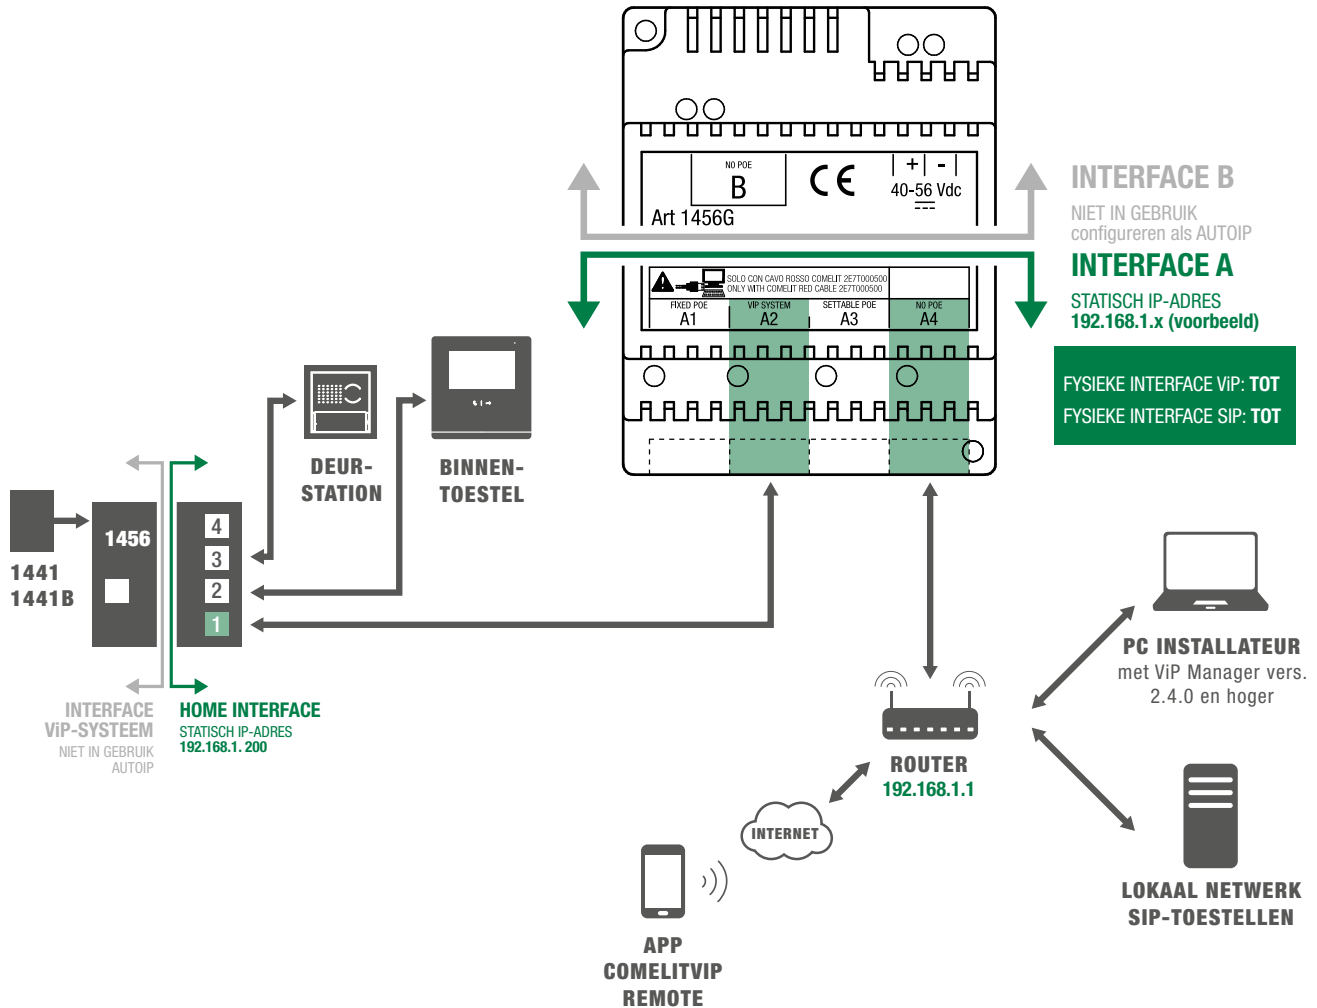 NO POE
B
+ -
40-56 Vdc
Art 1456G
INTERFACE B
NIET IN GEBRUIK
configureren als AUTOIP
INTERFACE A
STATISCH IP-ADRES
192.168.1.x (voorbeeld)
SOLO CON CAVO ROSSO COMELIT 2E7T000500
ONLY WITH COMELIT RED CABLE 2E7T000500
FIXED POE
A1
VIP SYSTEM
A2
SETTABLE POE
A3
NO POE
A4
FYSIEKE INTERFACE ViP: TOT
FYSIEKE INTERFACE SIP: TOT
DEUR-
STATION
BINNEN-
TOESTEL
1441
1441B
1456
4
3
2
1
INTERFACE
ViP-SYSTEEM
NIET IN GEBRUIK
AUTOIP
HOME INTERFACE
STATISCH IP-ADRES
192.168.1. 200
PC INSTALLATEUR
met ViP Manager vers.
2.4.0 en hoger
ROUTER
192.168.1.1
INTERNET
LOKAAL NETWERK
SIP-TOESTELLEN
APP
COMELITVIP
REMOTE